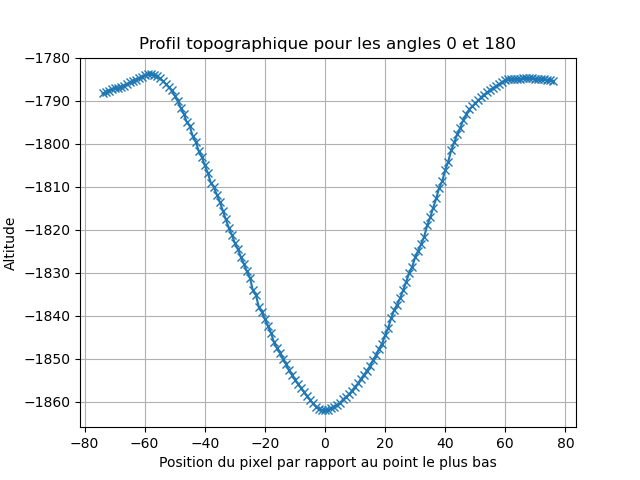 Profil topographique pour les angles 0 et 180
−1780
−1790
−1800
−1810
−1820
−1830
−1840
−1850
−1860
Altitude
−80 −60 −40 −20 0 20 40 60 80
Position du pixel par rapport au point le plus bas